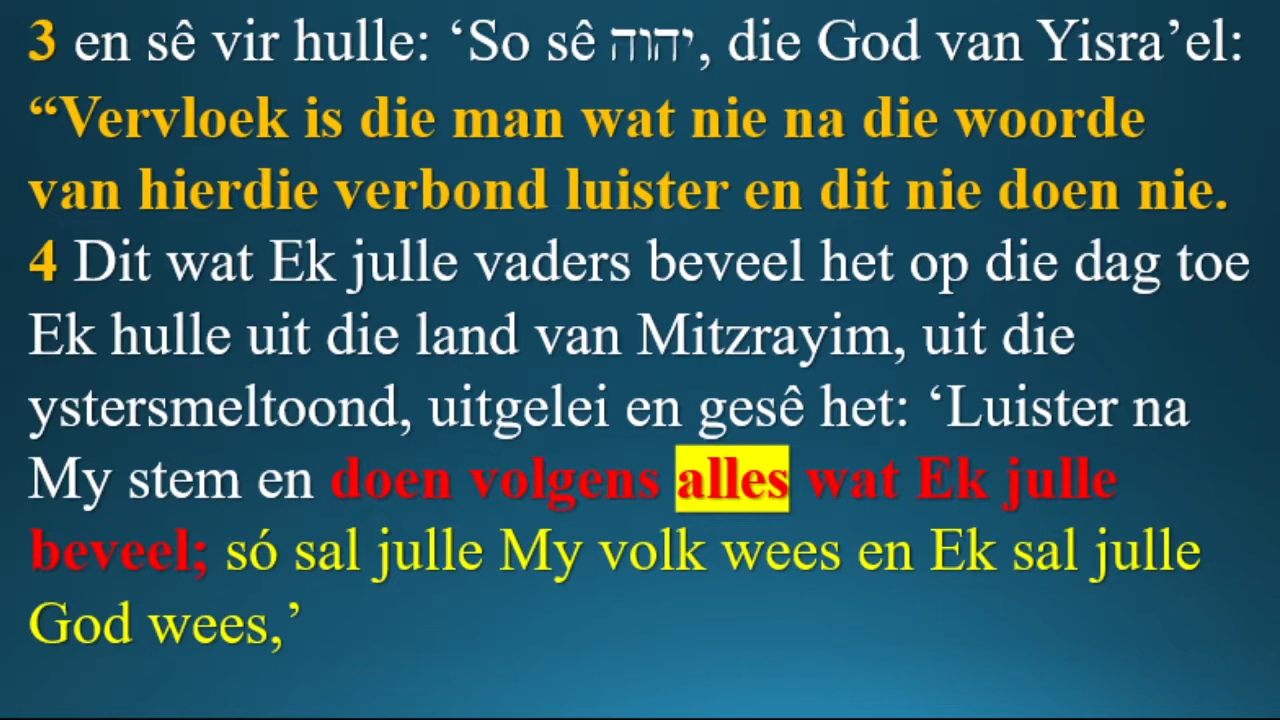 3 en sê vir hulle: ‘So sê יהוה, die God van Yisra’el:
“Vervloek is die man wat nie na die woorde
van hierdie verbond luister en dit nie doen nie.
4 Dit wat Ek julle vaders beveel het op die dag toe
Ek hulle uit die land van Mitzrayim, uit die
ystersmeltoond, uitgelei en gesê het: ‘Luister na
My stem en doen volgens alles wat Ek julle
beveel; só sal julle My volk wees en Ek sal julle
God wees,’